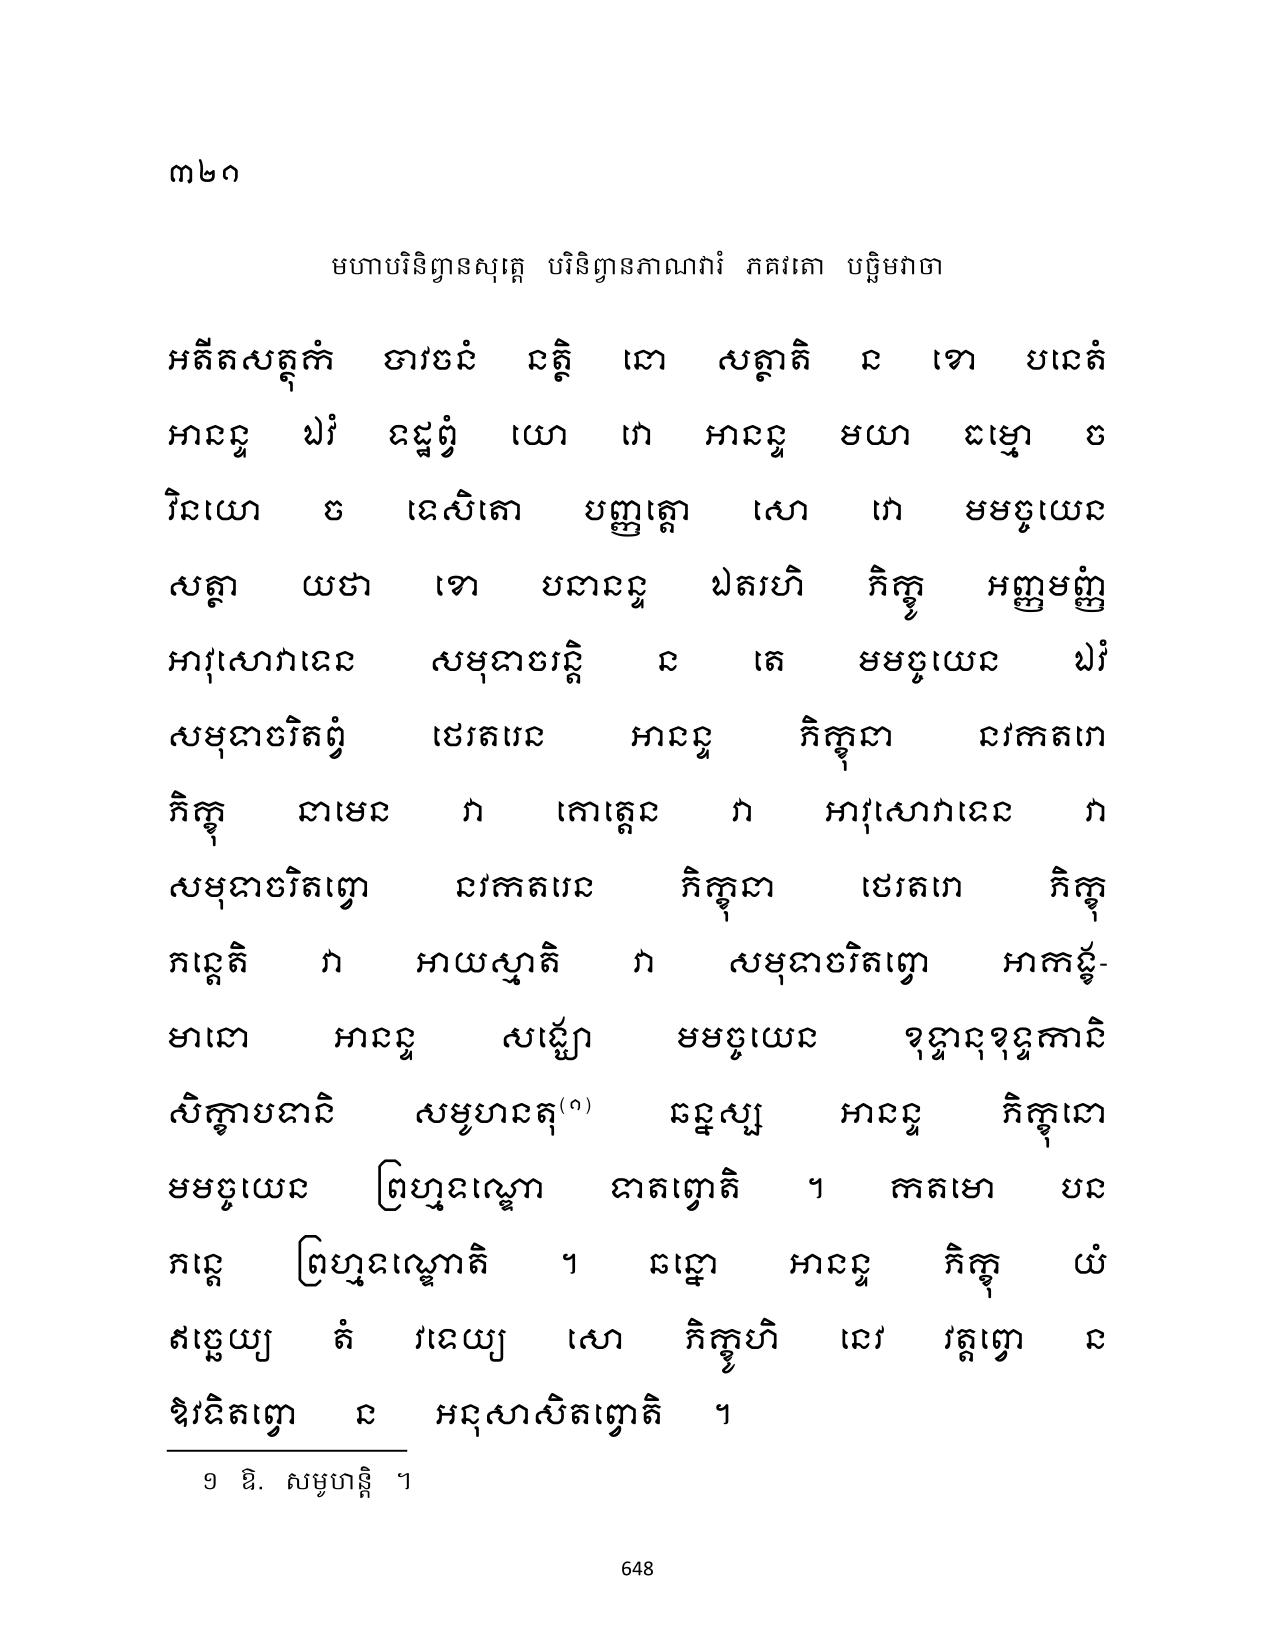 ៣២១
មហាបរិនិព្វានសុត្តេ បរិនិព្វានភាណវារំ ភគវតោ បច្ឆិមវាចា
អតីតសត្ថុកំ បាវចនំ នត្ថិ នោ សត្ថាតិ ន ខោ បនេតំ
អានន្ទ ឯវំ ទដ្ឋព្វំ យោ វោ អានន្ទ មយា ធម្មោ ច
វិនយោ ច ទេសិតោ បញ្ញត្តោ សោ វោ មមច្ចយេន
សត្ថា យថា ខោ បនានន្ទ ឯតរហិ ភិក្ខូ អញ្ញមញ្ញំ
អាវុសោវាទេន សមុទាចរន្តិ ន តេ មមច្ចយេន ឯវំ
សមុទាចរិតព្វំ ថេរតរេន អានន្ទ ភិក្ខុនា នវកតរោ
ភិក្ខុ នាមេន វា គោត្តេន វា អាវុសោវាទេន វា
សមុទាចរិតព្វោ នវកតរេន ភិក្ខុនា ថេរតរោ ភិក្ខុ
ភន្តេតិ វា អាយស្មាតិ វា សមុទាចរិតព្វោ អាកង្ខ-
មានោ អានន្ទ សង្ឃោ មមច្ចយេន ខុទ្ទានុខុទ្ទកានិ
សិក្ខាបទានិ សមូហនតុ(១) ឆន្នស្ស អានន្ទ ភិក្ខុនោ
មមច្ចយេន ព្រហ្មទណ្ឌោ ទាតព្វោតិ ។ កតមោ បន
ភន្តេ ព្រហ្មទណ្ឌោតិ ។ ឆន្នោ អានន្ទ ភិក្ខុ យំ
ឥច្ឆេយ្យ តំ វទេយ្យ សោ ភិក្ខូហិ នេវ វត្តព្វោ ន
ឱវទិតព្វោ ន អនុសាសិតព្វោតិ ។
១ ឱ. សមូហន្តិ ។
648